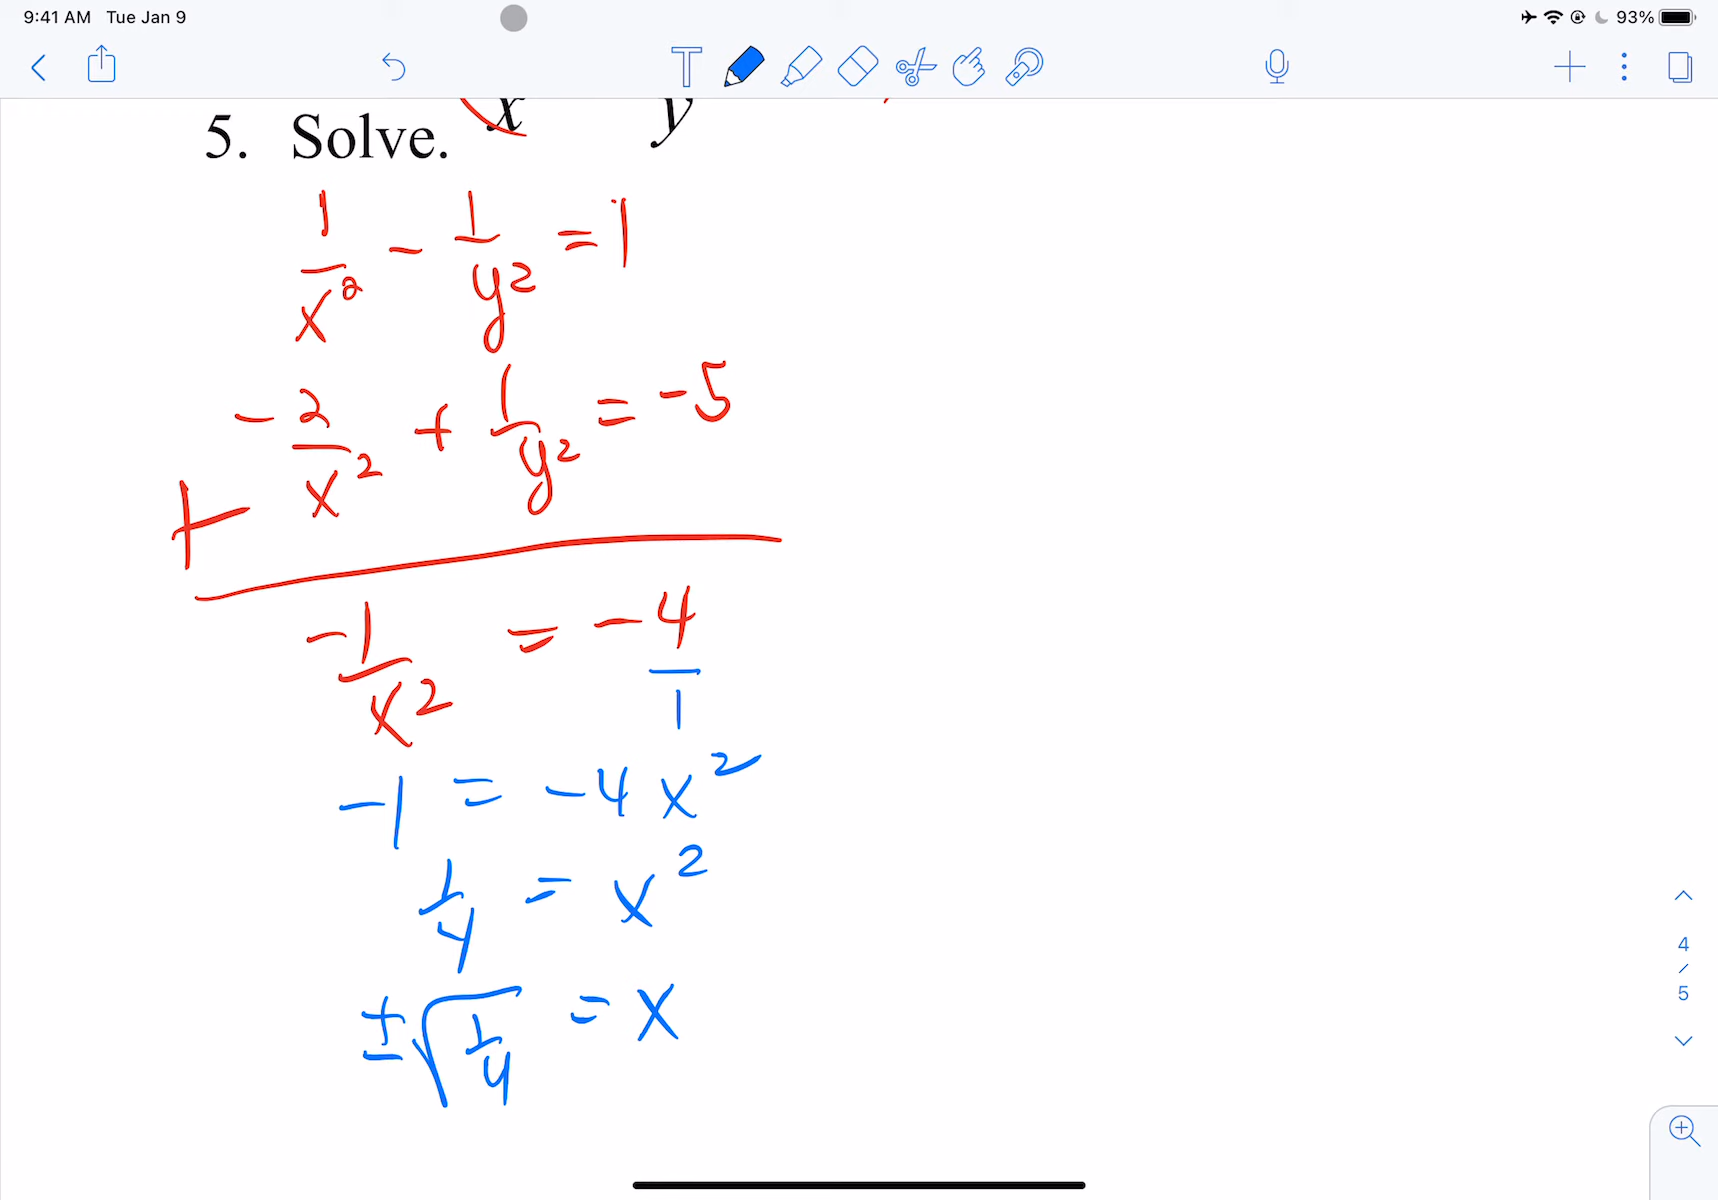 9:41 AM Tue Jan 9 93%
T
x y
5. Solve.
1/x² - 1/y² = 1
-2/x² + 1/y² = -5
+
-1/x² = -4/1
-1 = -4x²
1/4 = x²
±√(1/4) = x
4
/
5